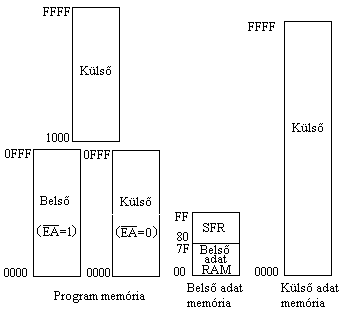 FFFF
Külső
1000
FFFF
Külső
0000
0FFF
Belső
(EA=1)
0000
0FFF
Külső
(EA=0)
0000
FF
SFR
80
7F
Belső
adat
RAM
00
Program memória
Belső adat
memória
Külső adat
memória